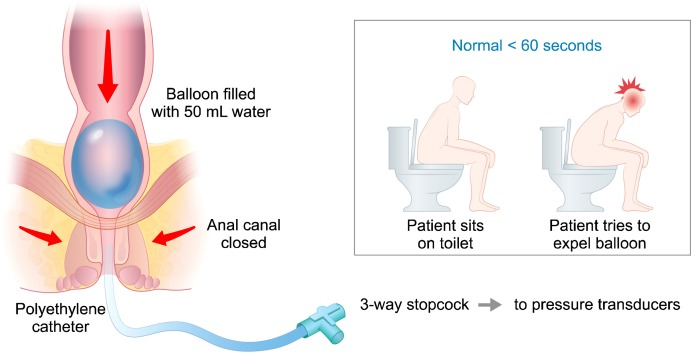 Normal < 60 seconds
Balloon filled
with 50 mL water
Anal canal
closed
Patient sits
on toilet
Patient tries to
expel balloon
Polyethylene
catheter
3-way stopcock → to pressure transducers